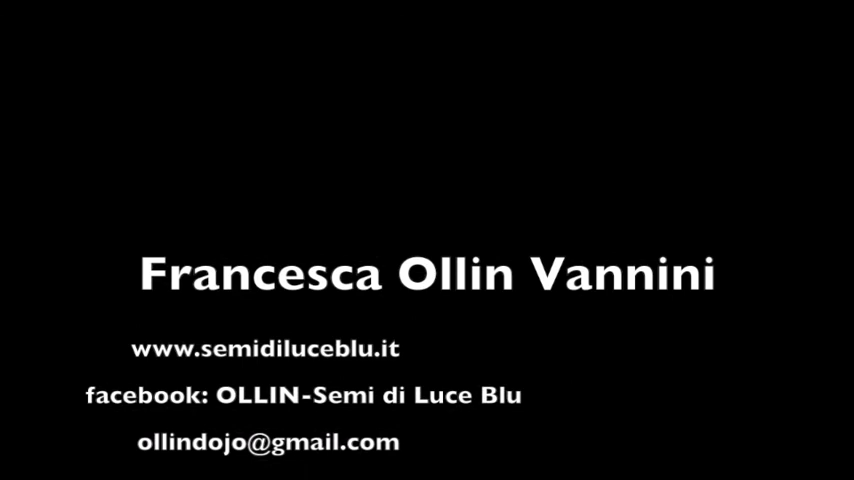 Francesca Ollin Vannini
www.semidiluceblu.it
facebook: OLLIN-Semi di Luce Blu
ollindojo@gmail.com